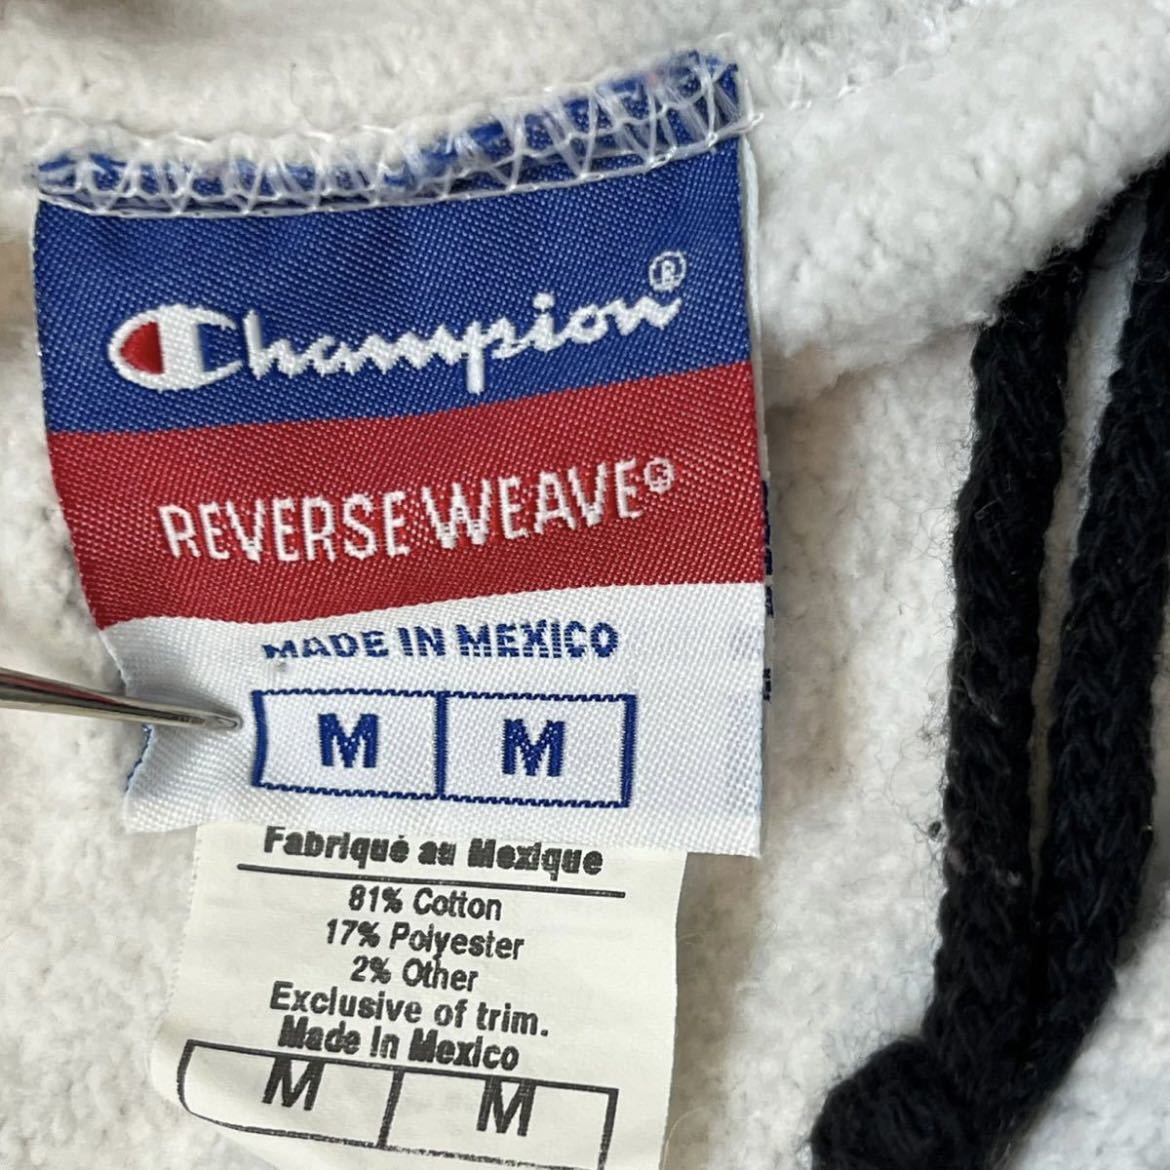 Champion®
REVERSE WEAVE®
MADE IN MEXICO
M M
Fabriqué au Mexique
81% Cotton
17% Polyester
2% Other
Exclusive of trim.
Made In Mexico
M M